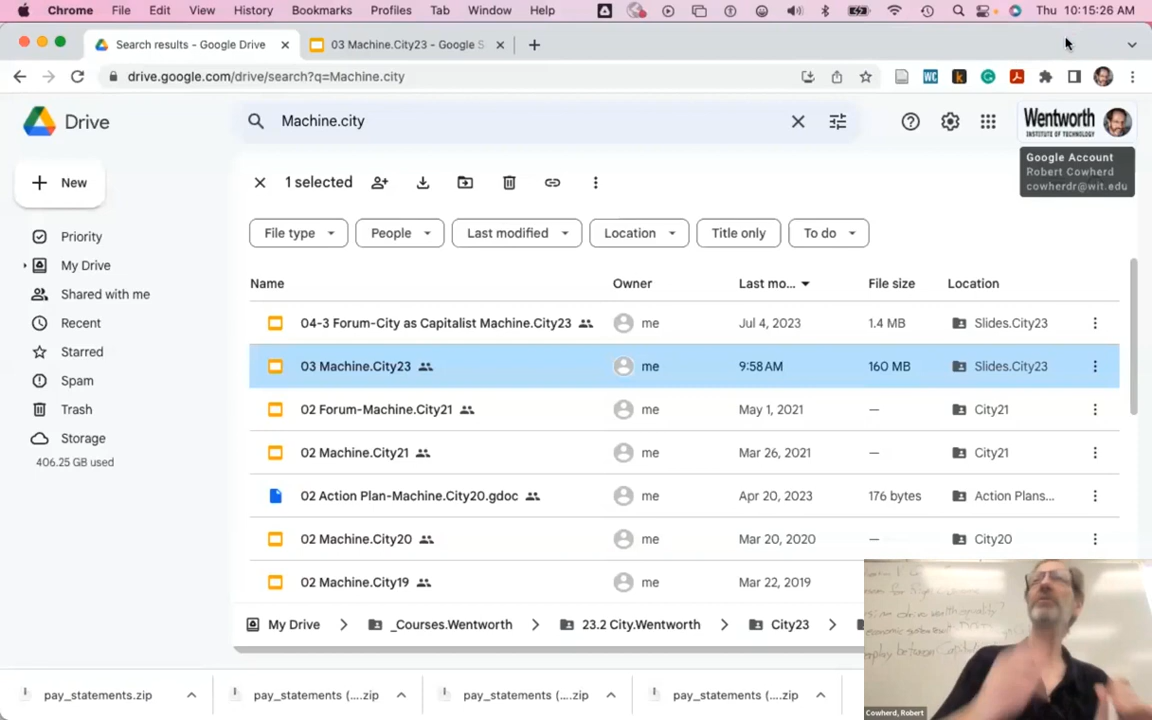 Chrome File Edit View History Bookmarks Profiles Tab Window Help Thu 10:15:26 AM
Search results - Google Drive 03 Machine.City23 - Google S
drive.google.com/drive/search?q=Machine.city
Drive Machine.city Wentworth
INSTITUTE OF TECHNOLOGY
Google Account
Robert Cowherd
cowherdr@wit.edu
New 1 selected
File type People Last modified Location Title only To do
Priority
My Drive
Shared with me
Recent
Starred
Spam
Trash
Storage
406.25 GB used
Name Owner Last mo... File size Location
04-3 Forum-City as Capitalist Machine.City23 me Jul 4, 2023 1.4 MB Slides.City23
03 Machine.City23 me 9:58 AM 160 MB Slides.City23
02 Forum-Machine.City21 me May 1, 2021 — City21
02 Machine.City21 me Mar 26, 2021 — City21
02 Action Plan-Machine.City20.gdoc me Apr 20, 2023 176 bytes Action Plans...
02 Machine.City20 me Mar 20, 2020 — City20
02 Machine.City19 me Mar 22, 2019
My Drive _Courses.Wentworth 23.2 City.Wentworth City23
pay_statements.zip pay_statements (....zip pay_statements (....zip pay_statements (....zip
Cowherd, Robert